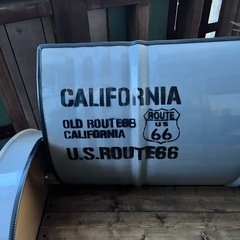 CALIFORNIA
OLD ROUTE66
CALIFORNIA
ROUTE
US
66
U.S.ROUTE66